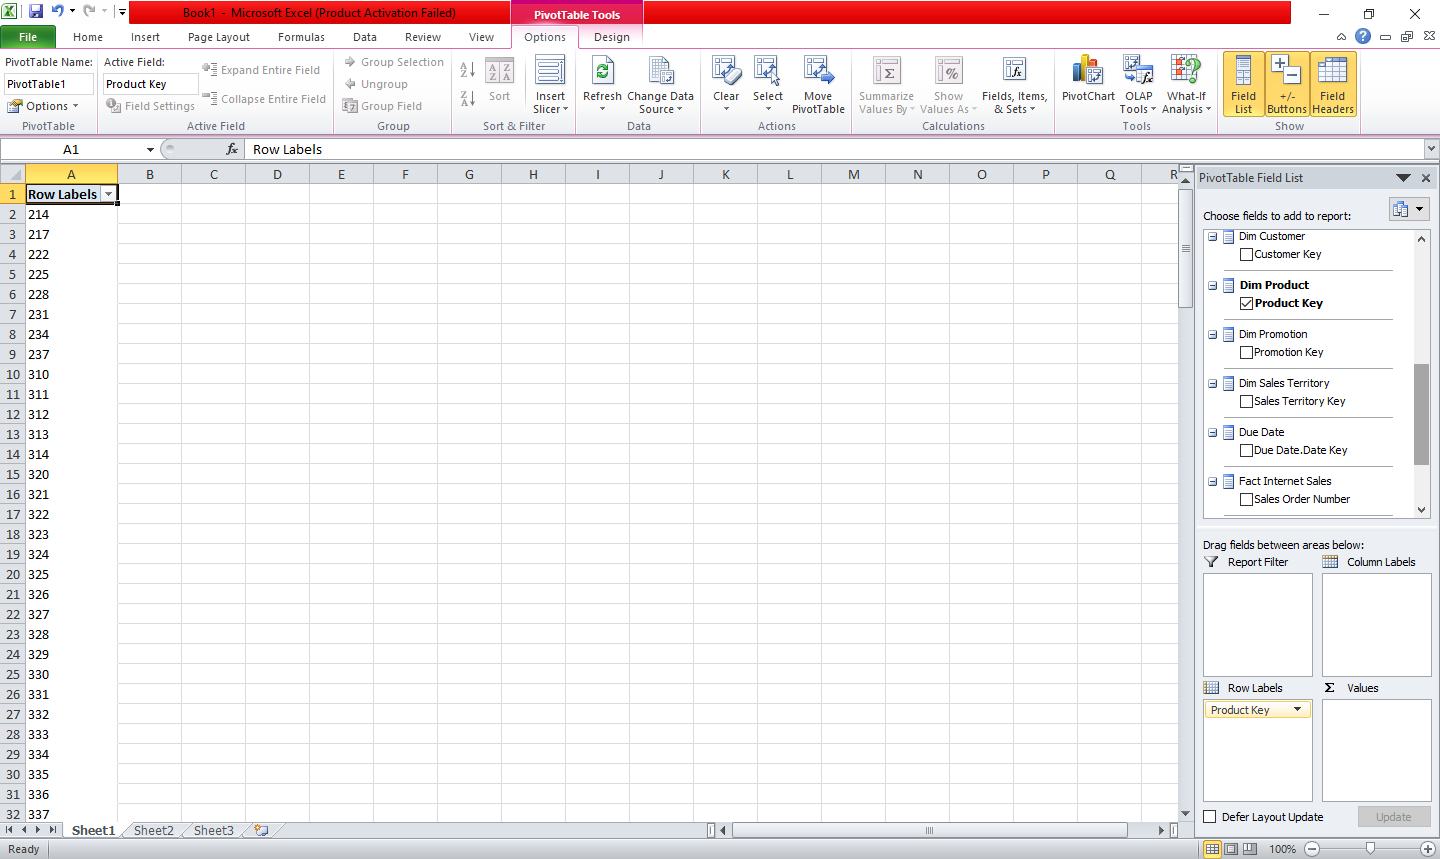 Book1 - Microsoft Excel (Product Activation Failed)
PivotTable Tools
File Home Insert Page Layout Formulas Data Review View Options Design
PivotTable Name:
PivotTable1
Options
PivotTable
Active Field:
Product Key
Field Settings
Expand Entire Field
Collapse Entire Field
Active Field
Group Selection
Ungroup
Group Field
Group
Sort
Insert Slicer
Sort & Filter
Refresh
Change Data Source
Data
Clear
Select
Move PivotTable
Actions
Summarize Values By
Show Values As
Fields, Items, & Sets
Calculations
PivotChart
OLAP Tools
What-If Analysis
Tools
Field List
+/- Buttons
Field Headers
Show
A1
fx
Row Labels
A B C D E F G H I J K L M N O P Q R
1 Row Labels
2 214
3 217
4 222
5 225
6 228
7 231
8 234
9 237
10 310
11 311
12 312
13 313
14 314
15 320
16 321
17 322
18 323
19 324
20 325
21 326
22 327
23 328
24 329
25 330
26 331
27 332
28 333
29 334
30 335
31 336
32 337
Sheet1 Sheet2 Sheet3
Ready
100%
PivotTable Field List
Choose fields to add to report:
Dim Customer
Customer Key
Dim Product
Product Key
Dim Promotion
Promotion Key
Dim Sales Territory
Sales Territory Key
Due Date
Due Date.Date Key
Fact Internet Sales
Sales Order Number
Drag fields between areas below:
Report Filter
Column Labels
Row Labels
Σ Values
Product Key
Defer Layout Update
Update